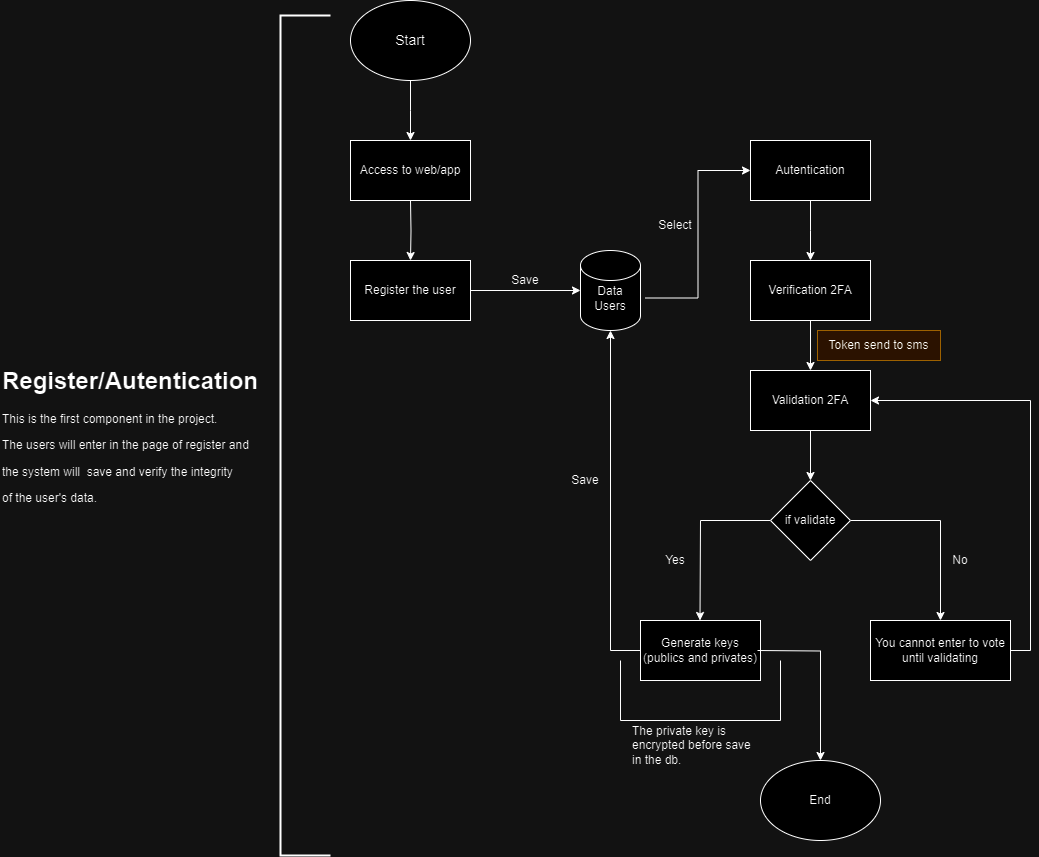 Start
Access to web/app
Register the user
Save
Data
Users
Select
Autentication
Verification 2FA
Token send to sms
Validation 2FA
if validate
Yes
No
Save
Generate keys
(publics and privates)
You cannot enter to vote
until validating
The private key is
encrypted before save
in the db.
End
Register/Autentication
This is the first component in the project.
The users will enter in the page of register and
the system will  save and verify the integrity
of the user's data.